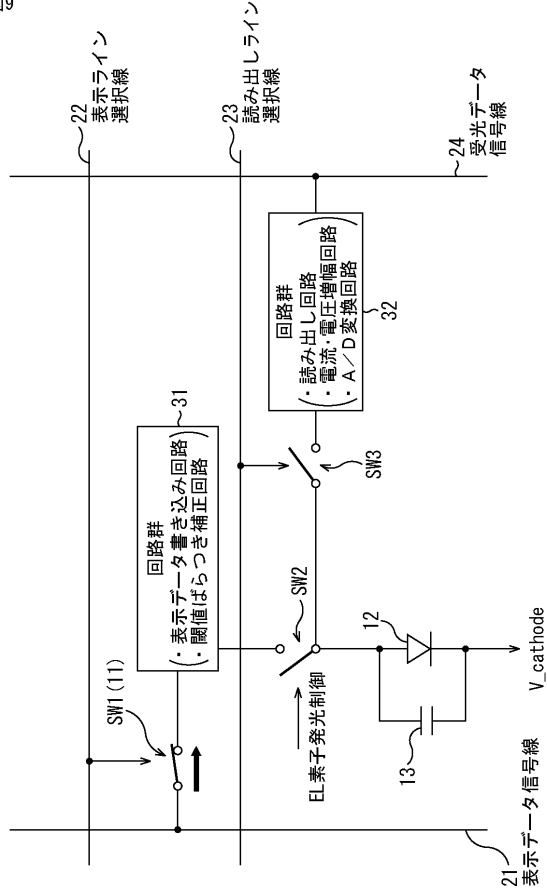 図9
22
表示ライン
選択線
23
読み出しライン
選択線
24
受光データ
信号線
回路群
・表示データ書き込み回路
・閾値ばらつき補正回路
31
回路群
・読み出し回路
・電流・電圧増幅回路
・A/D変換回路
32
SW1(11)
SW2
SW3
EL素子発光制御
12
13
V_cathode
21
表示データ信号線